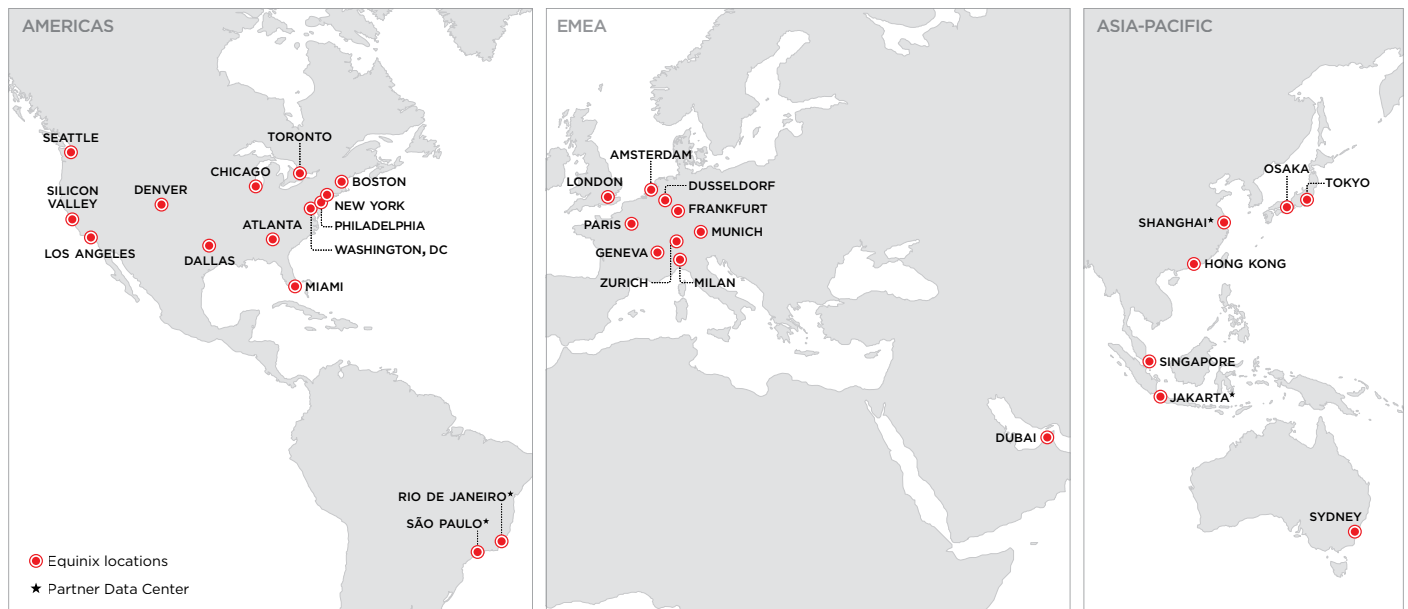 AMERICAS
SEATTLE
TORONTO
CHICAGO
BOSTON
SILICON
VALLEY
DENVER
NEW YORK
PHILADELPHIA
ATLANTA
WASHINGTON, DC
LOS ANGELES
DALLAS
MIAMI
RIO DE JANEIRO★
SÃO PAULO★
Equinix locations
★ Partner Data Center
EMEA
AMSTERDAM
LONDON
DUSSELDORF
FRANKFURT
PARIS
MUNICH
GENEVA
ZURICH
MILAN
DUBAI
ASIA-PACIFIC
OSAKA
TOKYO
SHANGHAI★
HONG KONG
SINGAPORE
JAKARTA★
SYDNEY